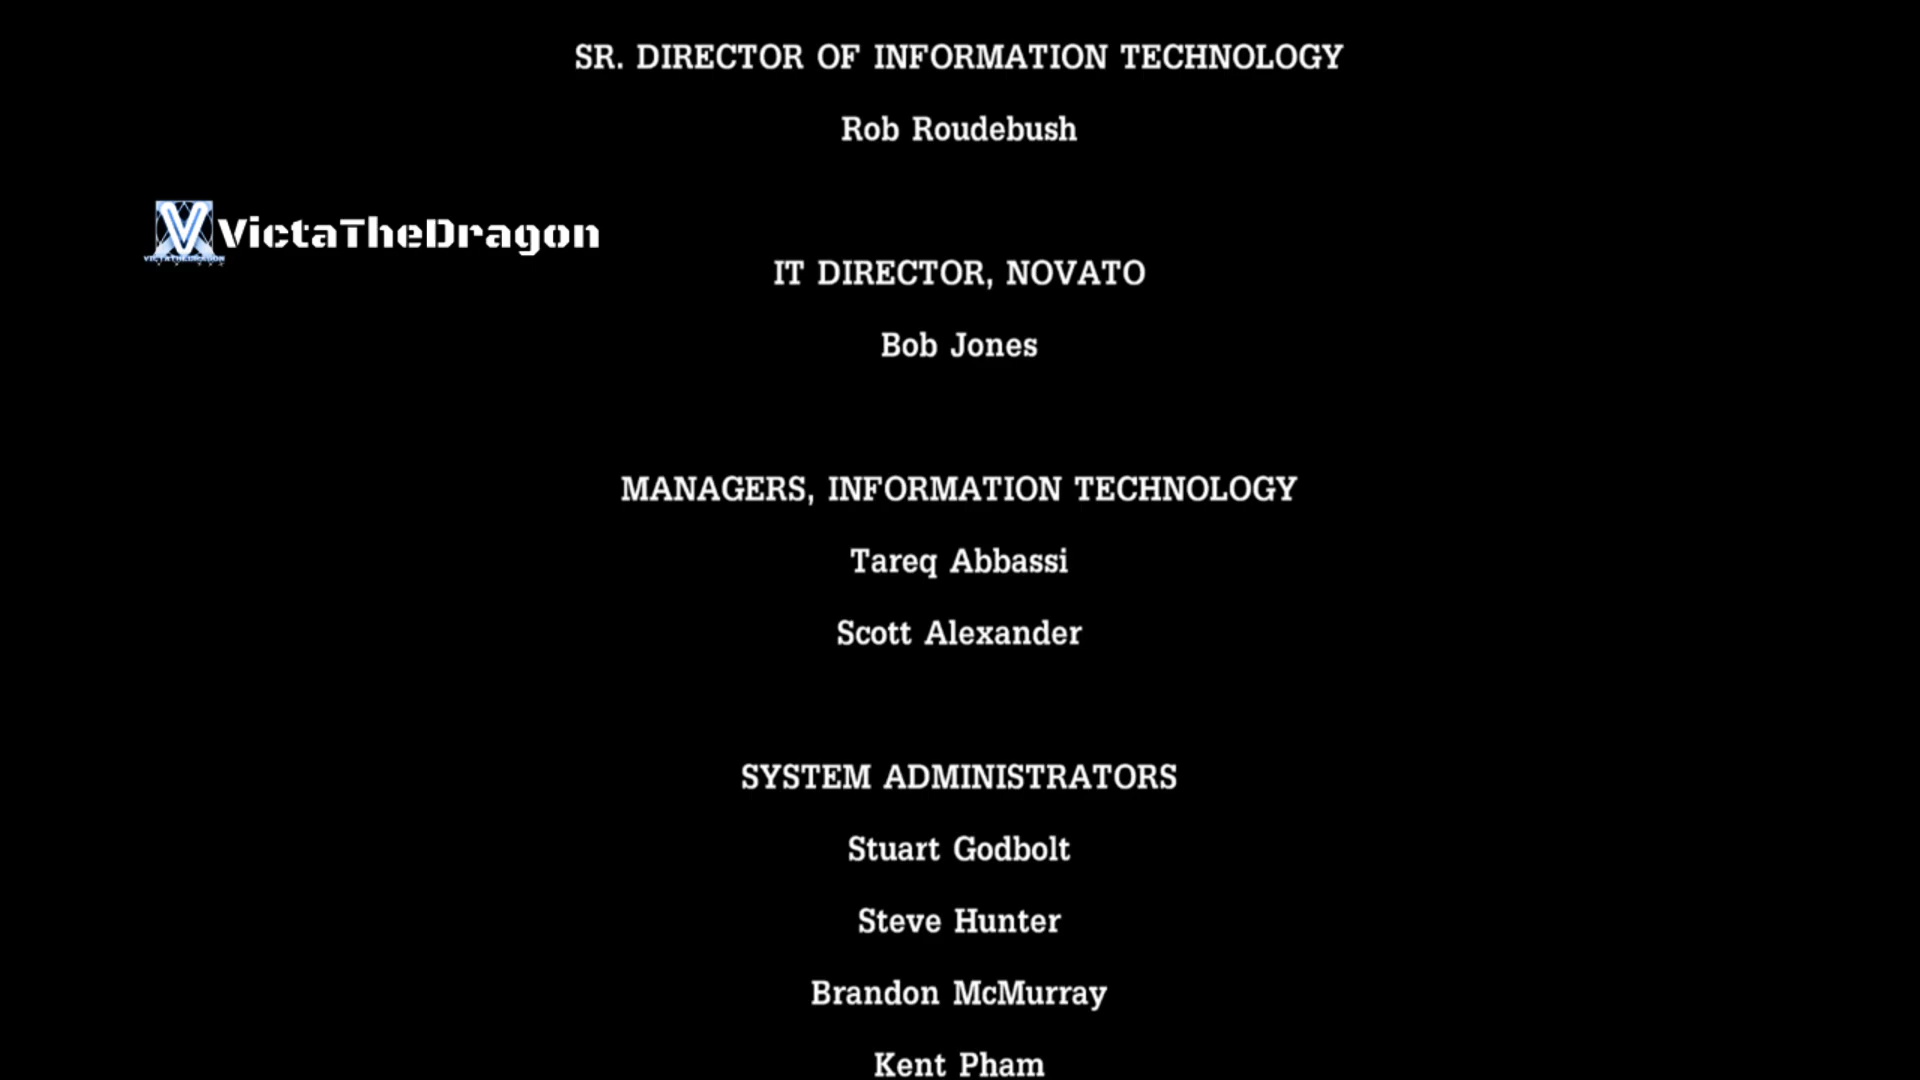 SR. DIRECTOR OF INFORMATION TECHNOLOGY
Rob Roudebush
VictaTheDragon
VICTATHEDRAGON
IT DIRECTOR, NOVATO
Bob Jones
MANAGERS, INFORMATION TECHNOLOGY
Tareq Abbassi
Scott Alexander
SYSTEM ADMINISTRATORS
Stuart Godbolt
Steve Hunter
Brandon McMurray
Kent Pham